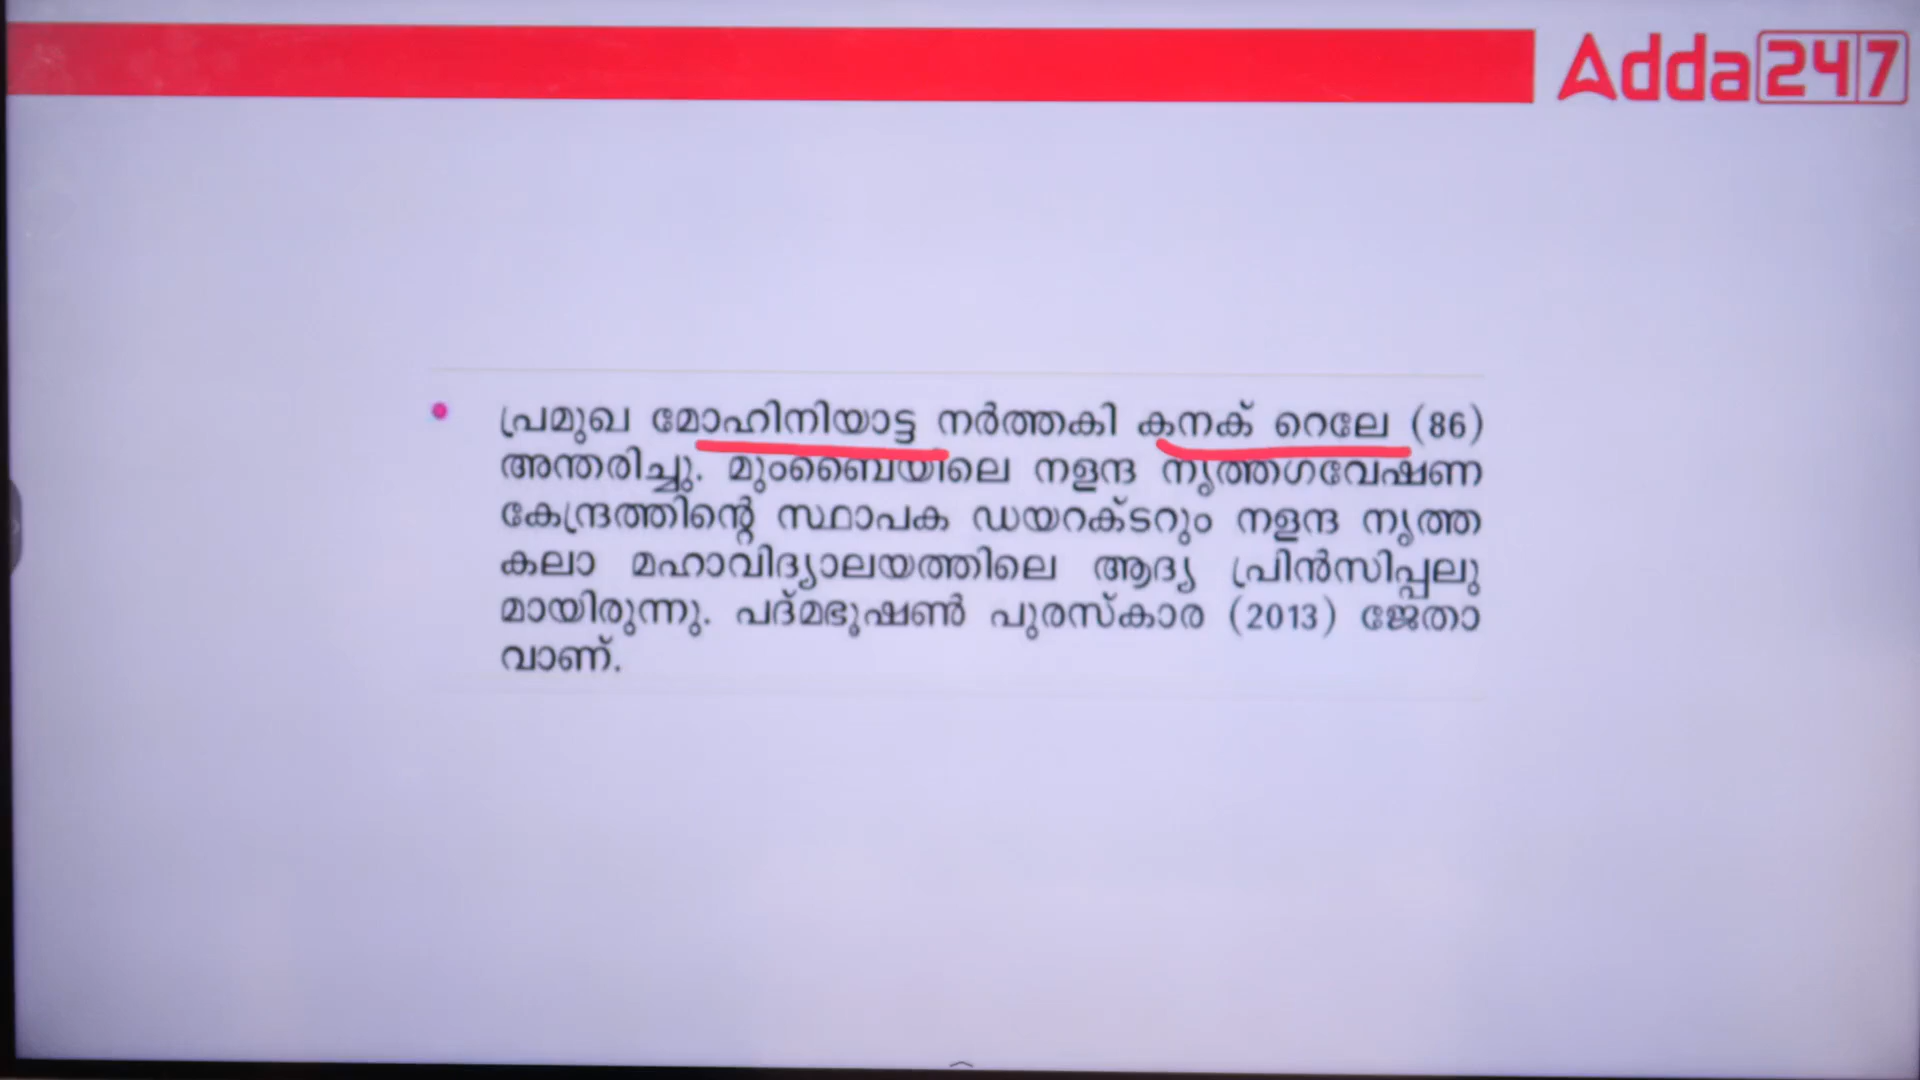 Adda247
• പ്രമുഖ മോഹിനിയാട്ട നർത്തകി കനക് റെലേ (86)
അന്തരിച്ചു. മുംബൈയിലെ നളന്ദ നൃത്തഗവേഷണ
കേന്ദ്രത്തിന്റെ സ്ഥാപക ഡയറക്ടറും നളന്ദ നൃത്ത
കലാ മഹാവിദ്യാലയത്തിലെ ആദ്യ പ്രിൻസിപ്പലു
മായിരുന്നു. പദ്മഭൂഷൺ പുരസ്കാര (2013) ജേതാ
വാണ്.